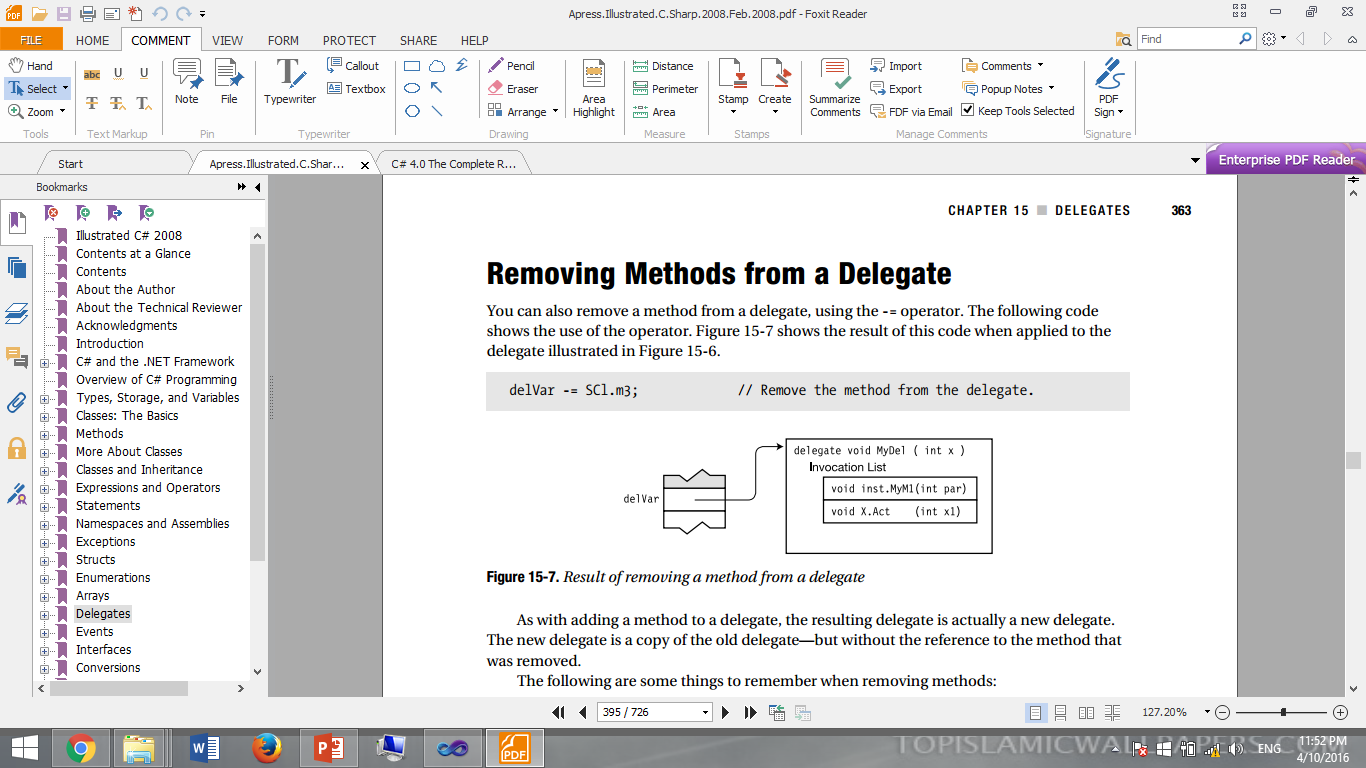 Apress.Illustrated.C.Sharp.2008.Feb.2008.pdf - Foxit Reader
FILE HOME COMMENT VIEW FORM PROTECT SHARE HELP Find
Hand
Select
Zoom
Tools
abc U U
T T T
Text Markup
Note
File
Pin
Typewriter
Callout
Textbox
Typewriter
Pencil
Eraser
Arrange
Drawing
Area
Highlight
Distance
Perimeter
Area
Measure
Stamp
Create
Stamps
Summarize
Comments
Import
Export
FDF via Email
Comments
Popup Notes
Keep Tools Selected
Manage Comments
PDF
Sign
Signature
Start
Apress.Illustrated.C.Shar...
C# 4.0 The Complete R...
Enterprise PDF Reader
Bookmarks
Illustrated C# 2008
Contents at a Glance
Contents
About the Author
About the Technical Reviewer
Acknowledgments
Introduction
C# and the .NET Framework
Overview of C# Programming
Types, Storage, and Variables
Classes: The Basics
Methods
More About Classes
Classes and Inheritance
Expressions and Operators
Statements
Namespaces and Assemblies
Exceptions
Structs
Enumerations
Arrays
Delegates
Events
Interfaces
Conversions
CHAPTER 15 ■ DELEGATES 363
Removing Methods from a Delegate
You can also remove a method from a delegate, using the -= operator. The following code
shows the use of the operator. Figure 15-7 shows the result of this code when applied to the
delegate illustrated in Figure 15-6.
delVar -= SCl.m3; // Remove the method from the delegate.
delegate void MyDel ( int x )
Invocation List
void inst.MyM1(int par)
delVar
void X.Act (int x1)
Figure 15-7. Result of removing a method from a delegate
As with adding a method to a delegate, the resulting delegate is actually a new delegate.
The new delegate is a copy of the old delegate—but without the reference to the method that
was removed.
The following are some things to remember when removing methods:
395 / 726
127.20%
TOPISLAMICWALLPAPERS.COM
ENG
11:52 PM
4/10/2016